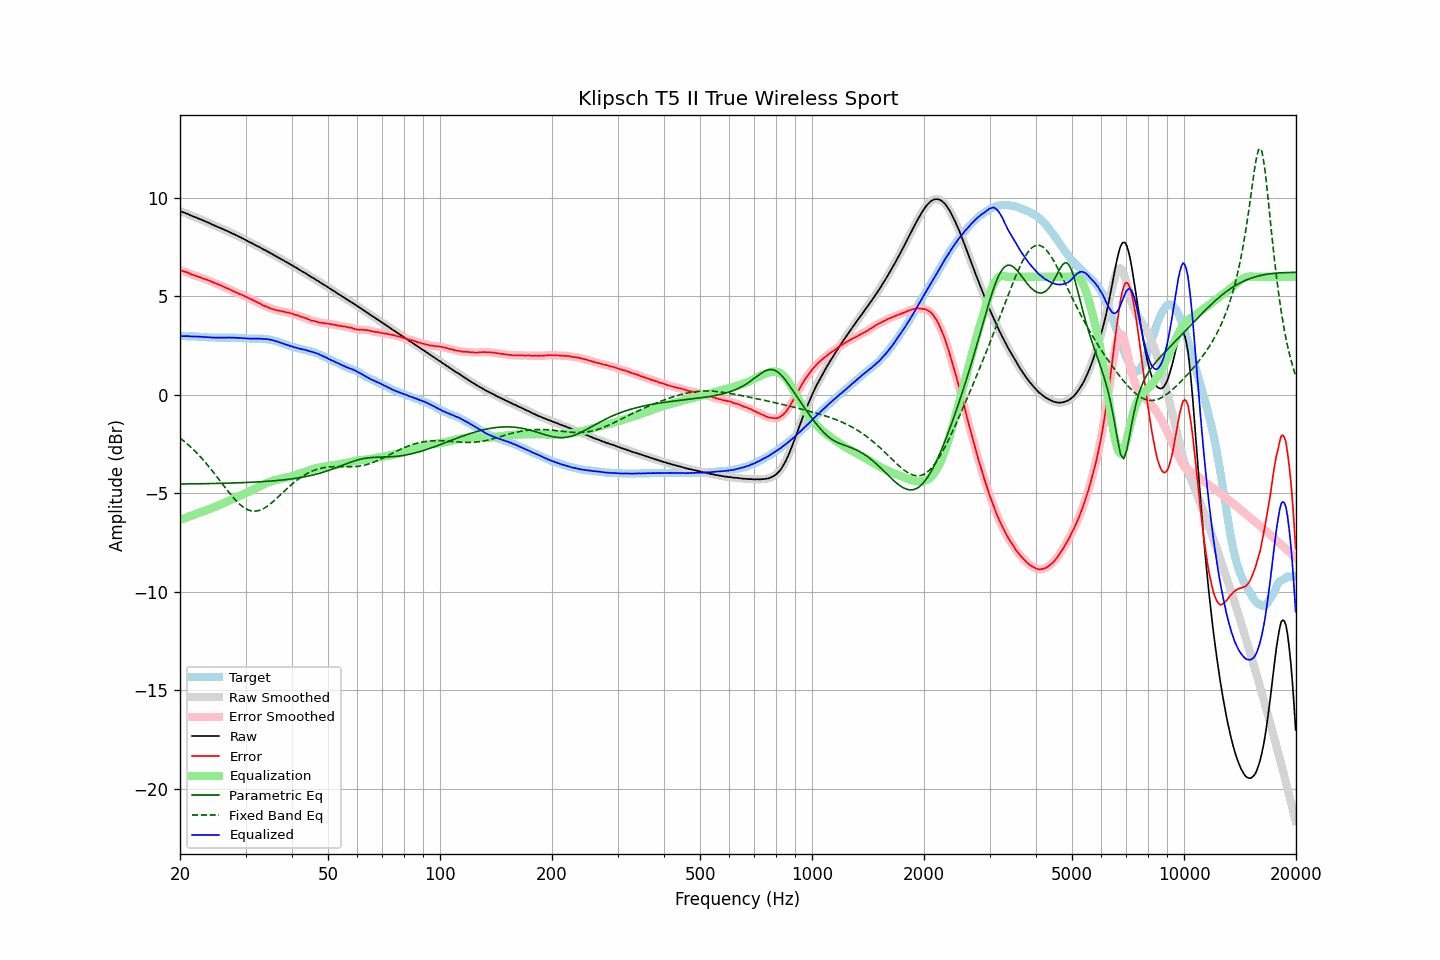 Klipsch T5 II True Wireless Sport
Amplitude (dBr)
10
5
0
−5
−10
−15
−20
Target
Raw Smoothed
Error Smoothed
Raw
Error
Equalization
Parametric Eq
Fixed Band Eq
Equalized
20 50 100 200 500 1000 2000 5000 10000 20000
Frequency (Hz)